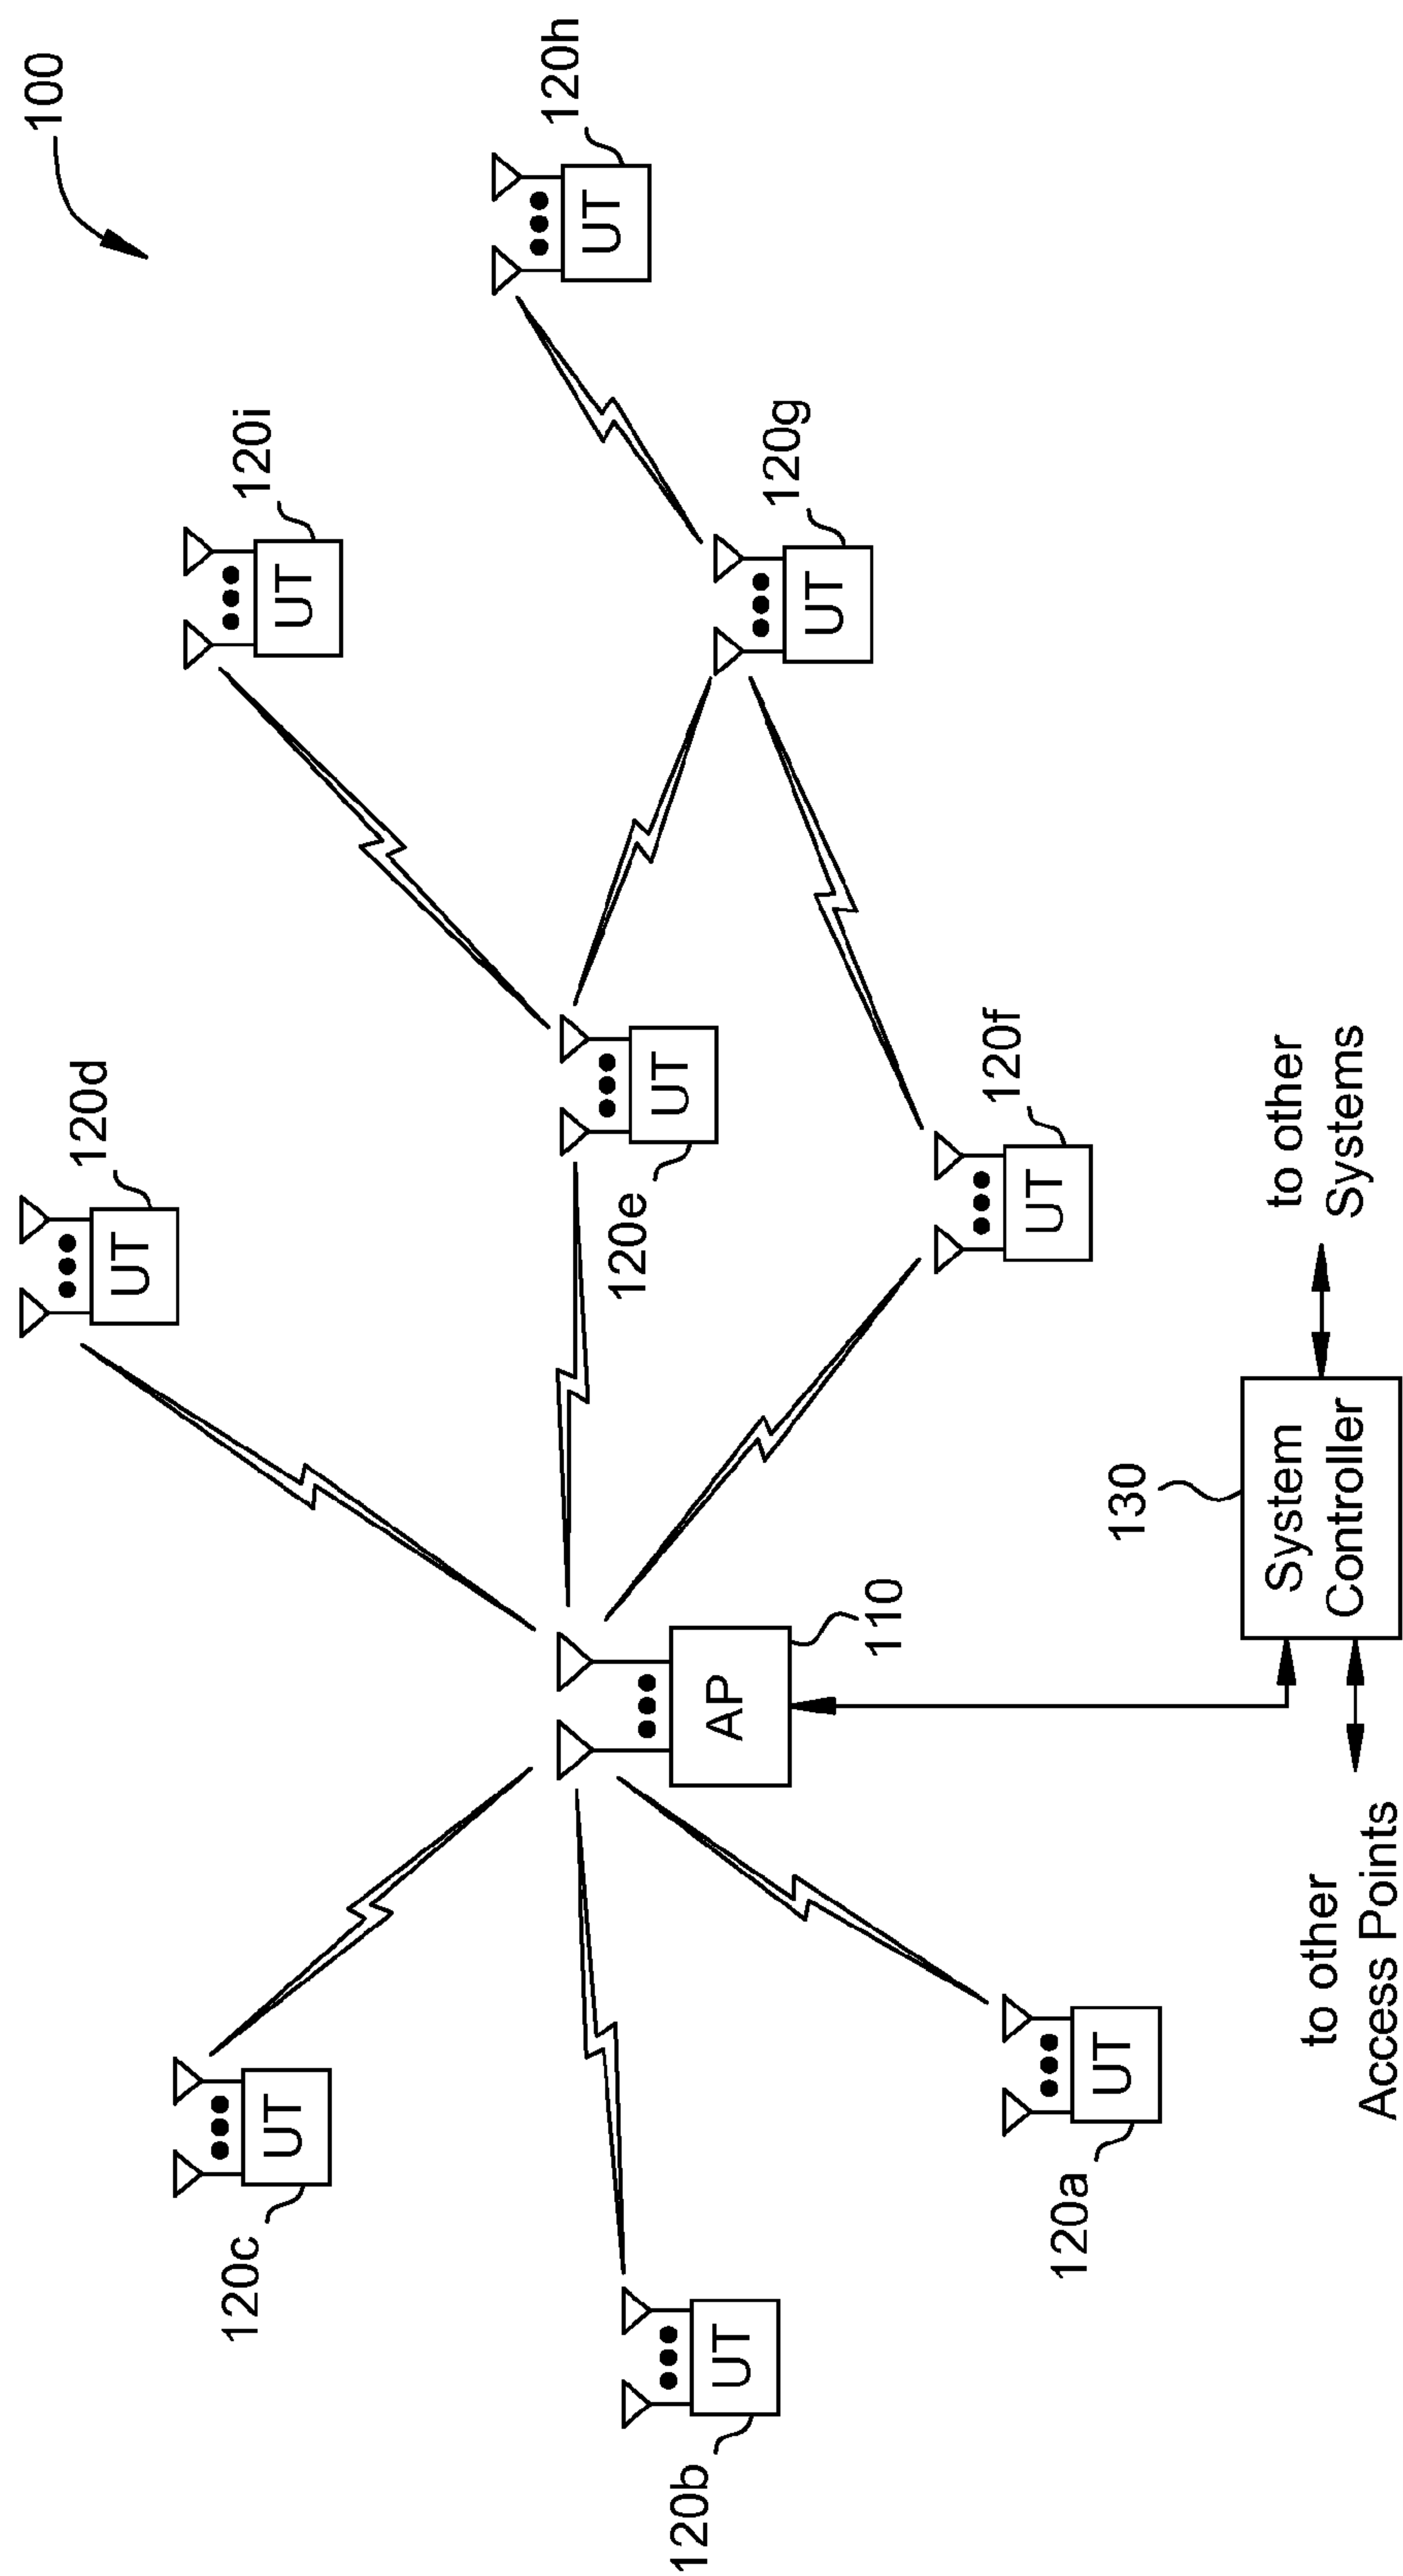 100
120d
UT
120i
UT
120c
UT
120h
UT
120e
UT
AP
110
120b
UT
120g
UT
120f
UT
120a
UT
130
System
Controller
to other
Systems
to other
Access Points